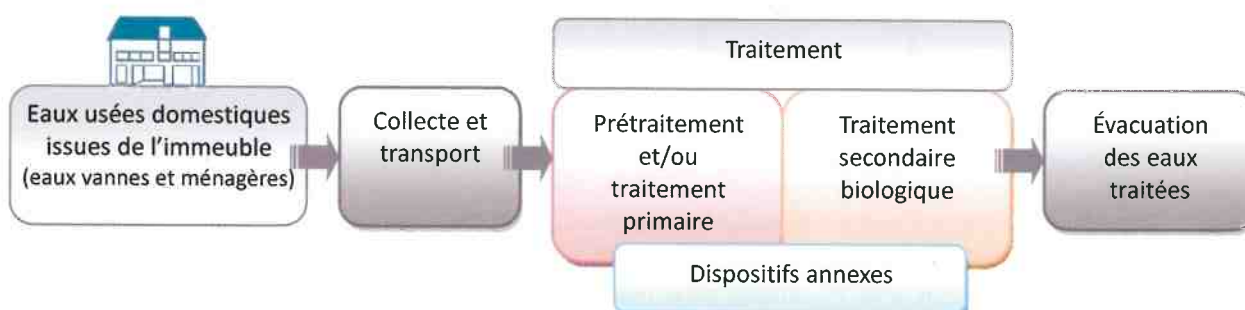 Eaux usées domestiques
issues de l'immeuble
(eaux vannes et ménagères)
Collecte et
transport
Traitement
Prétraitement
et/ou
traitement
primaire
Traitement
secondaire
biologique
Dispositifs annexes
Évacuation
des eaux
traitées